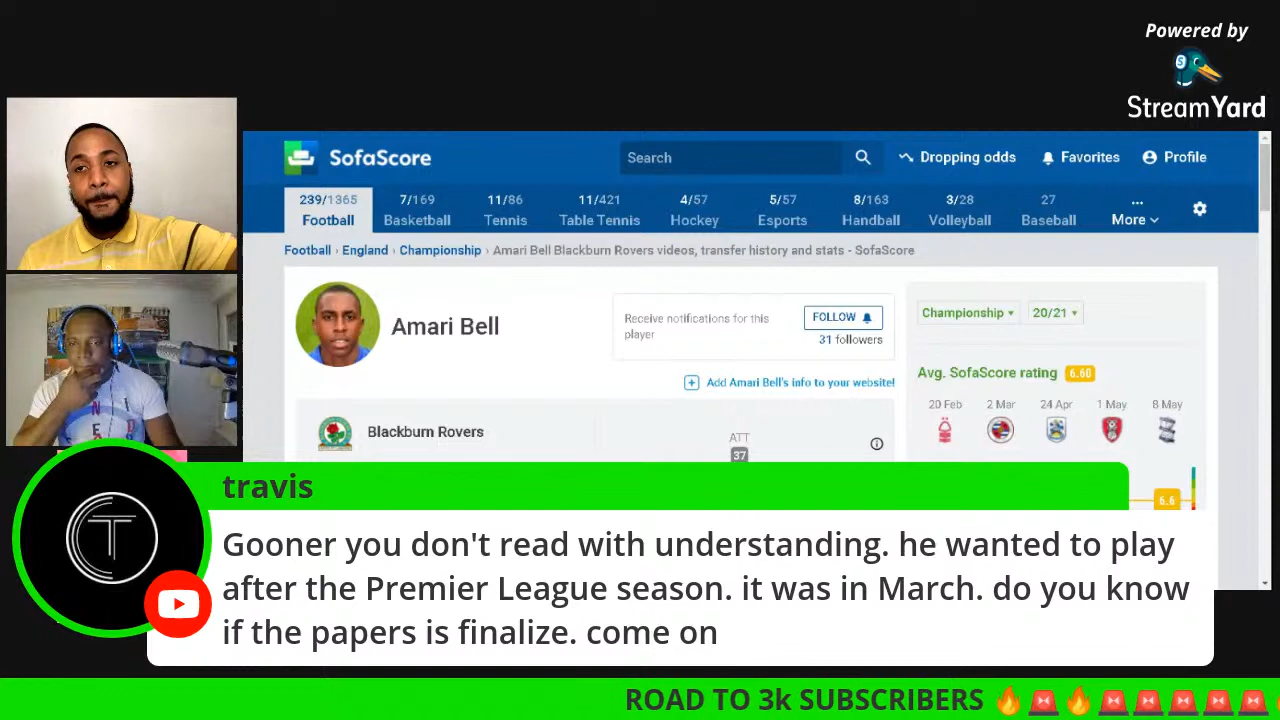 Powered by
StreamYard
SofaScore
Search
Dropping odds
Favorites
Profile
239/1365
Football
7/169
Basketball
11/86
Tennis
11/421
Table Tennis
4/57
Hockey
5/57
Esports
8/163
Handball
3/28
Volleyball
27
Baseball
...
More
Football › England › Championship › Amari Bell Blackburn Rovers videos, transfer history and stats - SofaScore
Amari Bell
Receive notifications for this
player
FOLLOW
31 followers
Add Amari Bell's info to your website!
Championship
20/21
Avg. SofaScore rating 6.60
20 Feb 2 Mar 24 Apr 1 May 8 May
Blackburn Rovers
ATT
37
6.6
travis
T
Gooner you don't read with understanding. he wanted to play
after the Premier League season. it was in March. do you know
if the papers is finalize. come on
ROAD TO 3k SUBSCRIBERS 🔥🚨🔥🚨🚨🚨🚨🚨